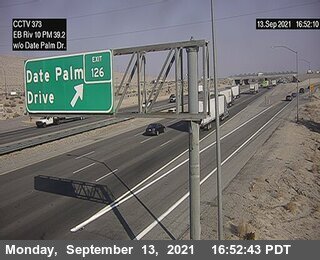 CCTV 373
EB Riv 10 PM 39.2
w/o Date Palm Dr.
13.Sep 2021 16:52:10
EXIT
126
Date Palm
Drive
Monday, September 13, 2021 16:52:43 PDT